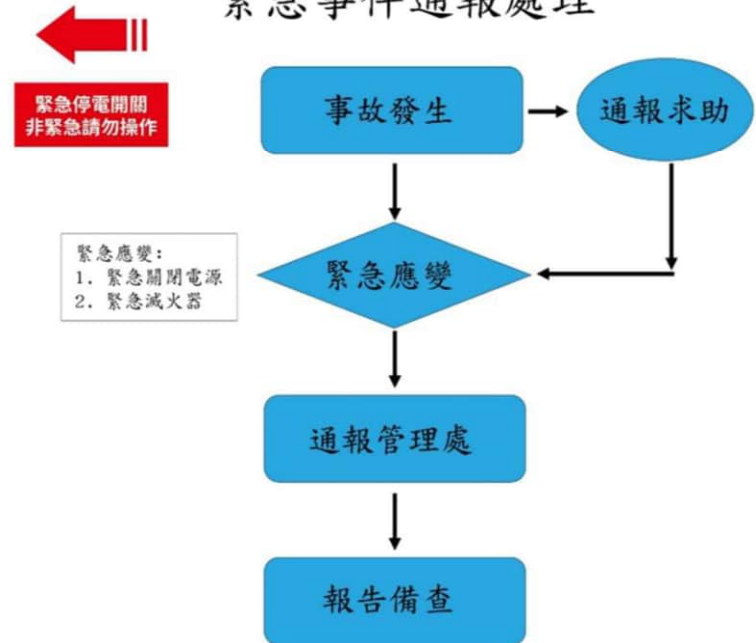 緊急事件通報處理
緊急停電開關
非緊急請勿操作
事故發生
通報求助
緊急應變:
1. 緊急開閉電源
2. 緊急滅火器
緊急應變
通報管理處
報告備查